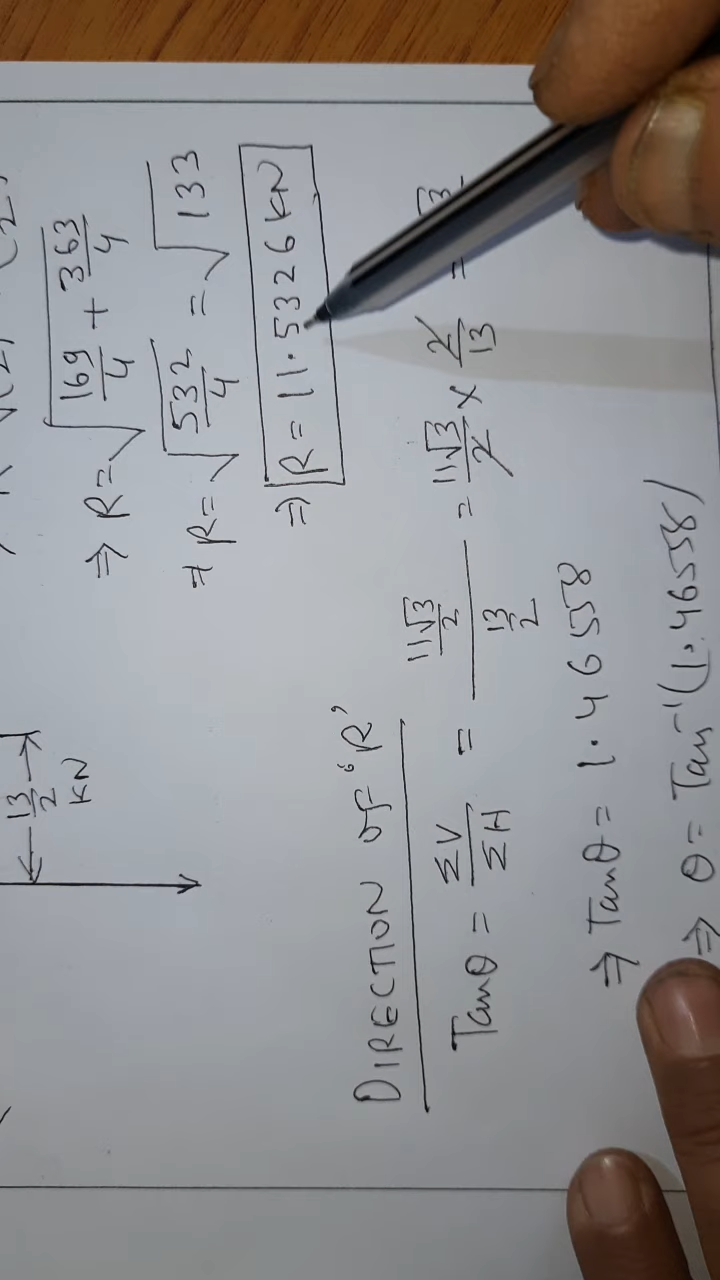 ⇒ R = √(169/4 + 363/4)
⇒ R = √(532/4) = √133
⇒ R = 11.5326 KN
13/2
KN
DIRECTION OF 'R'
Tanθ = ΣV/ΣH = (11√3/2)/(13/2) = 11√3/2 × 2/13 =
⇒ Tanθ = 1.46558
⇒ θ = Tan⁻¹(1.46558)